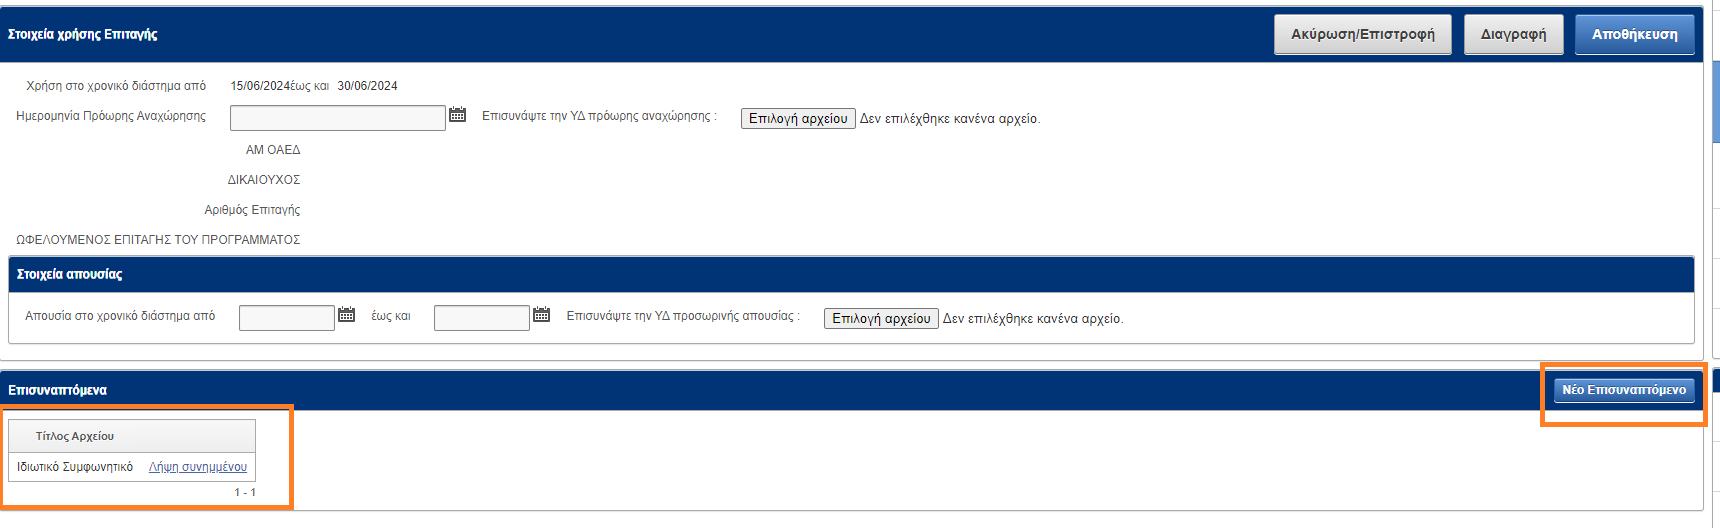 Στοιχεία χρήσης Επιταγής Ακύρωση/Επιστροφή Διαγραφή Αποθήκευση
Χρήση στο χρονικό διάστημα από 15/06/2024έως και 30/06/2024
Ημερομηνία Πρόωρης Αναχώρησης Επισυνάψτε την ΥΔ πρόωρης αναχώρησης : Επιλογή αρχείου Δεν επιλέχθηκε κανένα αρχείο.
ΑΜ ΟΑΕΔ
ΔΙΚΑΙΟΥΧΟΣ
Αριθμός Επιταγής
ΩΦΕΛΟΥΜΕΝΟΣ ΕΠΙΤΑΓΗΣ ΤΟΥ ΠΡΟΓΡΑΜΜΑΤΟΣ
Στοιχεία απουσίας
Απουσία στο χρονικό διάστημα από έως και Επισυνάψτε την ΥΔ προσωρινής απουσίας : Επιλογή αρχείου Δεν επιλέχθηκε κανένα αρχείο.
Επισυναπτόμενα Νέο Επισυναπτόμενο
Τίτλος Αρχείου
Ιδιωτικό Συμφωνητικό Λήψη συνημμένου
1 - 1